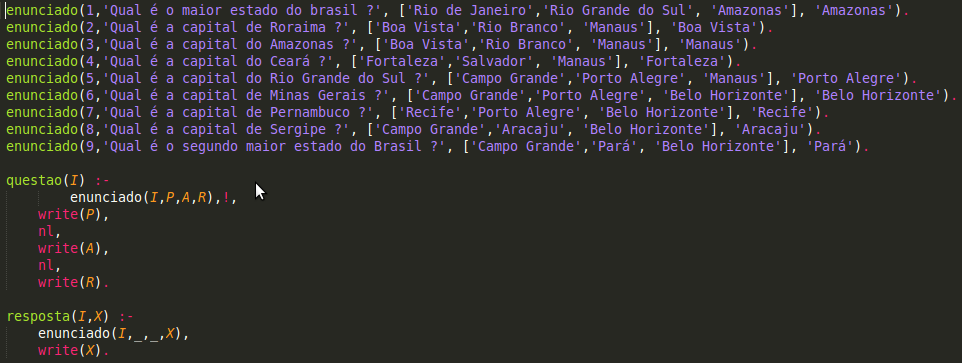 enunciado(1,'Qual é o maior estado do brasil ?', ['Rio de Janeiro','Rio Grande do Sul', 'Amazonas'], 'Amazonas').
enunciado(2,'Qual é a capital de Roraima ?', ['Boa Vista','Rio Branco', 'Manaus'], 'Boa Vista').
enunciado(3,'Qual é a capital do Amazonas ?', ['Boa Vista','Rio Branco', 'Manaus'], 'Manaus').
enunciado(4,'Qual é a capital do Ceará ?', ['Fortaleza','Salvador', 'Manaus'], 'Fortaleza').
enunciado(5,'Qual é a capital do Rio Grande do Sul ?', ['Campo Grande','Porto Alegre', 'Manaus'], 'Porto Alegre').
enunciado(6,'Qual é a capital de Minas Gerais ?', ['Campo Grande','Porto Alegre', 'Belo Horizonte'], 'Belo Horizonte').
enunciado(7,'Qual é a capital de Pernambuco ?', ['Recife','Porto Alegre', 'Belo Horizonte'], 'Recife').
enunciado(8,'Qual é a capital de Sergipe ?', ['Campo Grande','Aracaju', 'Belo Horizonte'], 'Aracaju').
enunciado(9,'Qual é o segundo maior estado do Brasil ?', ['Campo Grande','Pará', 'Belo Horizonte'], 'Pará').
questao(I) :-
enunciado(I,P,A,R),!,
write(P),
nl,
write(A),
nl,
write(R).
resposta(I,X) :-
enunciado(I,_,_,X),
write(X).